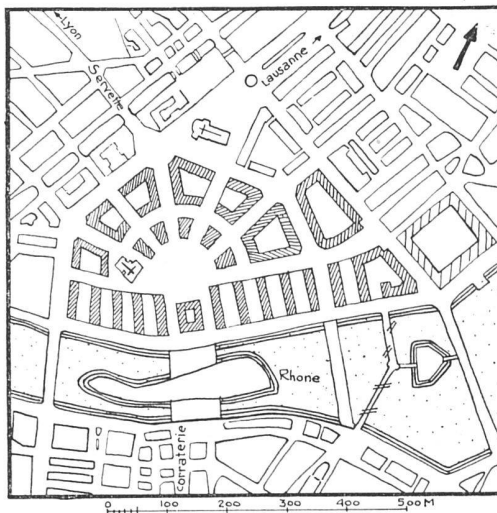 Lyon
Servette
Lausanne
Rhone
Corraterie
0 100 200 300 400 500 M